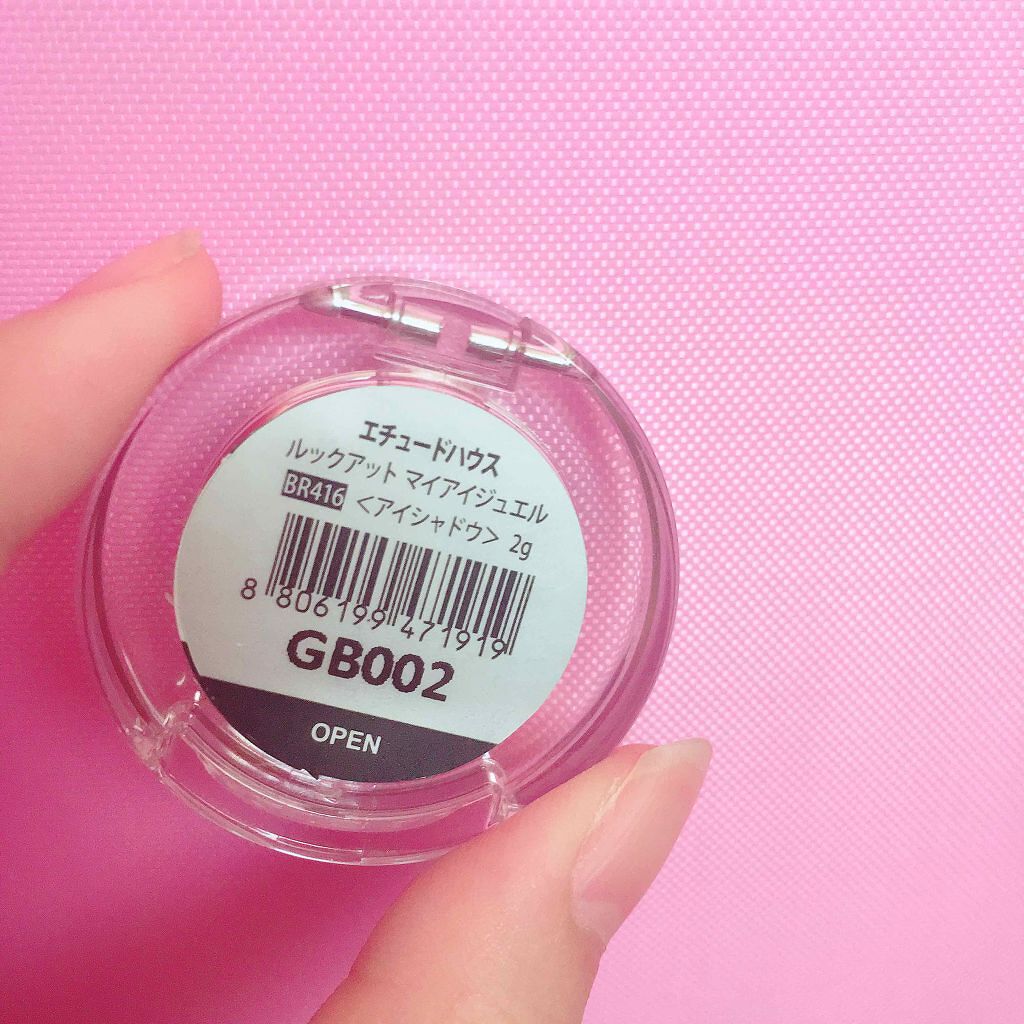 エチュードハウス
ルックアット マイアイジュエル
BR416 <アイシャドウ> 2g
8 806199 471919
GB002
OPEN